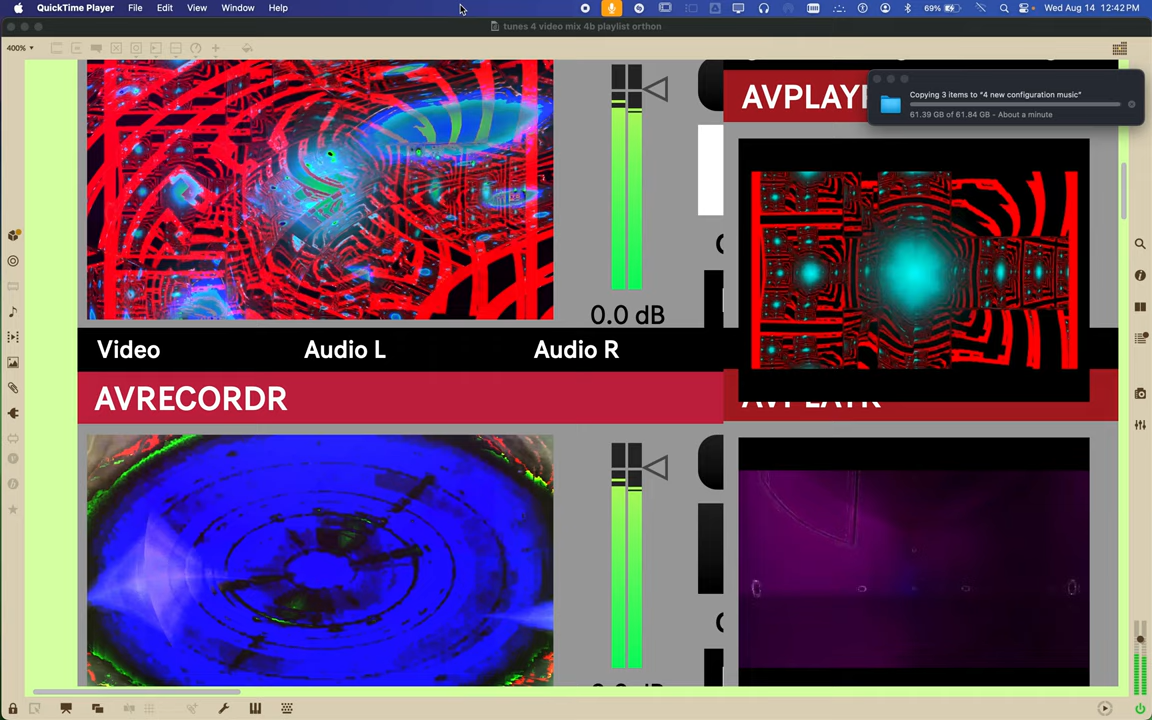 QuickTime Player File Edit View Window Help 69% Wed Aug 14 12:42 PM
tunes 4 video mix 4b playlist orthon
400%
Copying 3 items to "4 new configuration music"
61.39 GB of 61.84 GB - About a minute
0.0 dB
Video Audio L Audio R
AVRECORDR